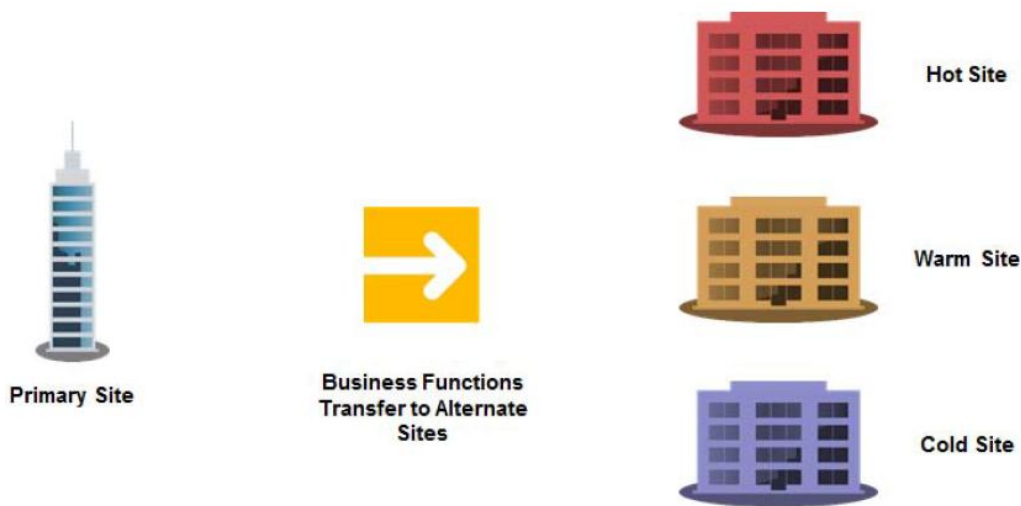 Hot Site
Warm Site
Primary Site
Business Functions
Transfer to Alternate
Sites
Cold Site